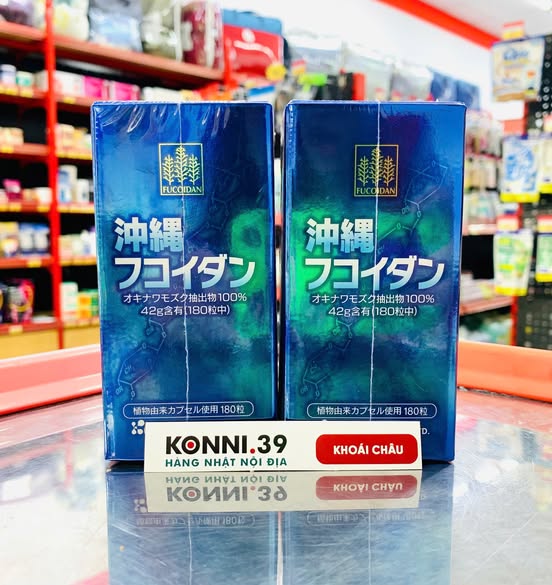 FUCOIDAN
沖縄
フコイダン
オキナワモズク抽出物100%
42g含有(180粒中)
植物由来カプセル使用 180粒
FUCOIDAN
沖縄
フコイダン
オキナワモズク抽出物100%
42g含有(180粒中)
植物由来カプセル使用 180粒
TD.
KONNI.39
HÀNG NHẬT NỘI ĐỊA
KHOÁI CHÂU